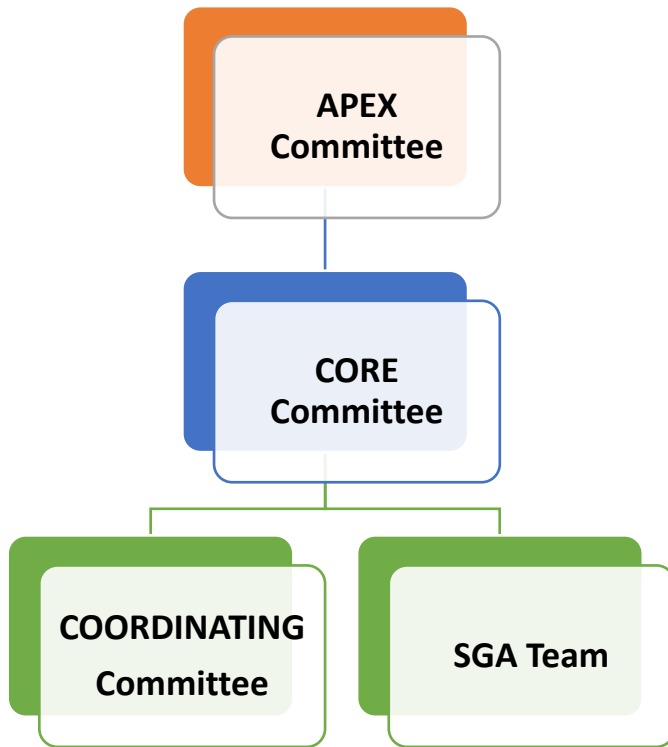 APEX
Committee
CORE
Committee
COORDINATING
Committee
SGA Team